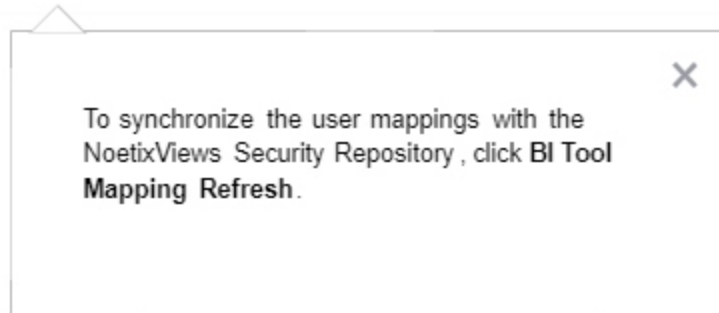 To synchronize the user mappings with the
NoetixViews Security Repository , click BI Tool
Mapping Refresh.